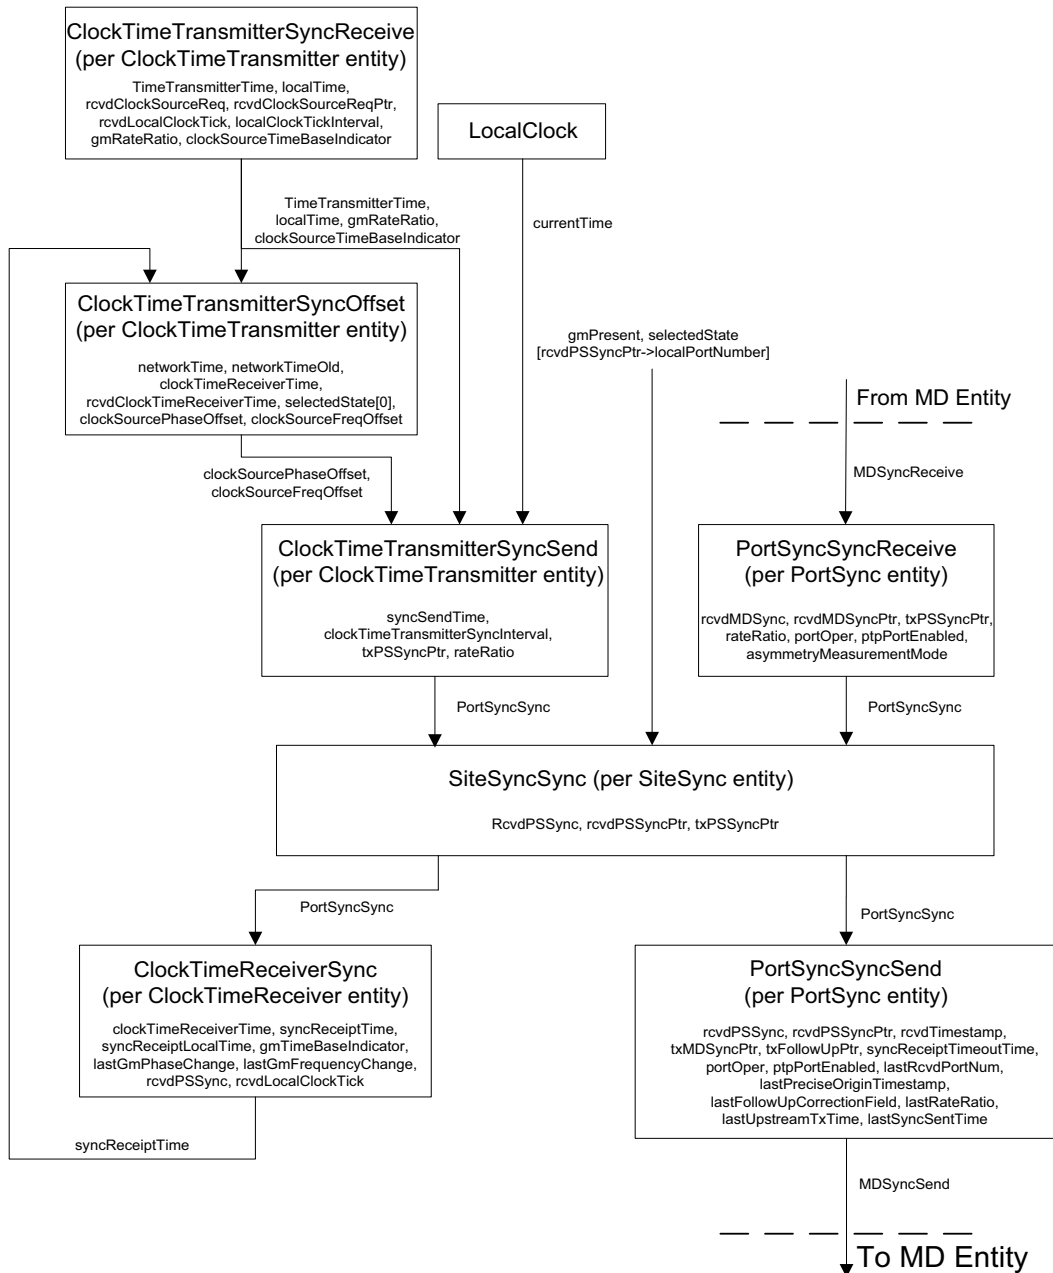 ClockTimeTransmitterSyncReceive
(per ClockTimeTransmitter entity)
TimeTransmitterTime, localTime,
rcvdClockSourceReq, rcvdClockSourceReqPtr,
rcvdLocalClockTick, localClockTickInterval,
gmRateRatio, clockSourceTimeBaseIndicator
LocalClock
TimeTransmitterTime,
localTime, gmRateRatio,
clockSourceTimeBaseIndicator
currentTime
ClockTimeTransmitterSyncOffset
(per ClockTimeTransmitter entity)
networkTime, networkTimeOld,
clockTimeReceiverTime,
rcvdClockTimeReceiverTime, selectedState[0],
clockSourcePhaseOffset, clockSourceFreqOffset
gmPresent, selectedState
[rcvdPSSyncPtr->localPortNumber]
From MD Entity
clockSourcePhaseOffset,
clockSourceFreqOffset
MDSyncReceive
ClockTimeTransmitterSyncSend
(per ClockTimeTransmitter entity)
syncSendTime,
clockTimeTransmitterSyncInterval,
txPSSyncPtr, rateRatio
PortSyncSyncReceive
(per PortSync entity)
rcvdMDSync, rcvdMDSyncPtr, txPSSyncPtr,
rateRatio, portOper, ptpPortEnabled,
asymmetryMeasurementMode
PortSyncSync
PortSyncSync
SiteSyncSync (per SiteSync entity)
RcvdPSSync, rcvdPSSyncPtr, txPSSyncPtr
PortSyncSync
PortSyncSync
ClockTimeReceiverSync
(per ClockTimeReceiver entity)
clockTimeReceiverTime, syncReceiptTime,
syncReceiptLocalTime, gmTimeBaseIndicator,
lastGmPhaseChange, lastGmFrequencyChange,
rcvdPSSync, rcvdLocalClockTick
PortSyncSyncSend
(per PortSync entity)
rcvdPSSync, rcvdPSSyncPtr, rcvdTimestamp,
txMDSyncPtr, txFollowUpPtr, syncReceiptTimeoutTime,
portOper, ptpPortEnabled, lastRcvdPortNum,
lastPreciseOriginTimestamp,
lastFollowUpCorrectionField, lastRateRatio,
lastUpstreamTxTime, lastSyncSentTime
syncReceiptTime
MDSyncSend
To MD Entity